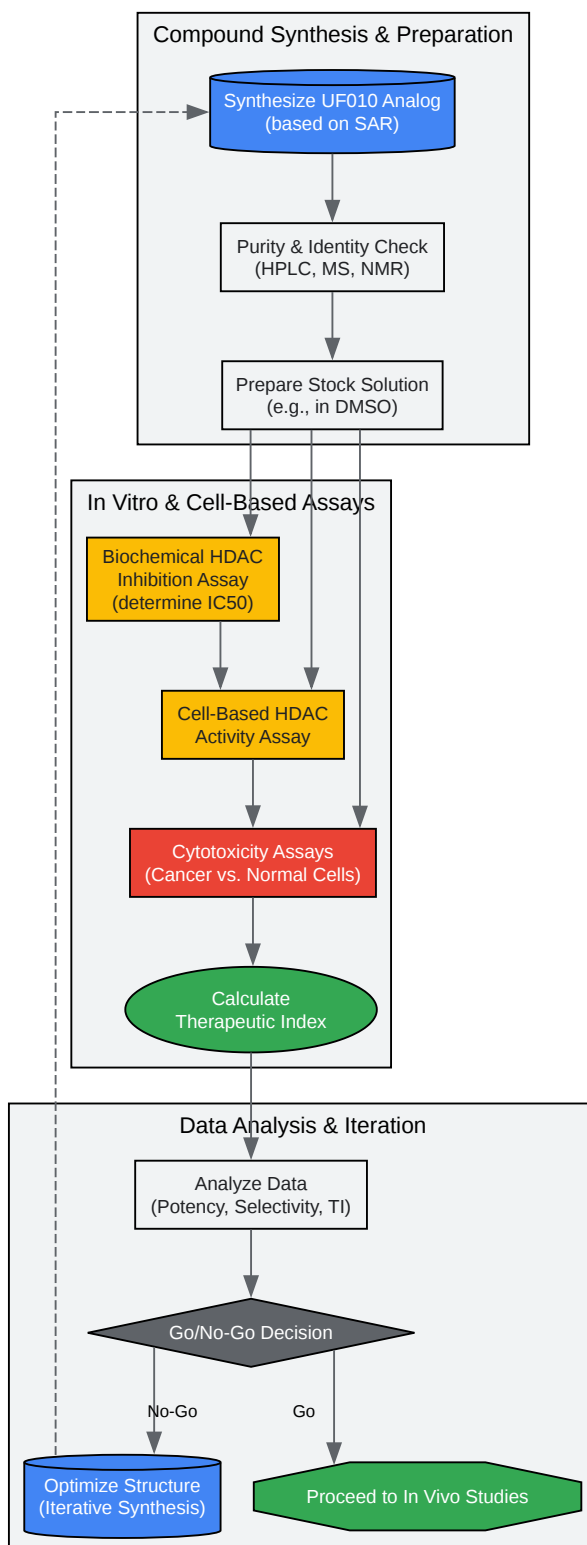 Compound Synthesis & Preparation
Synthesize UF010 Analog
(based on SAR)
Purity & Identity Check
(HPLC, MS, NMR)
Prepare Stock Solution
(e.g., in DMSO)
In Vitro & Cell-Based Assays
Biochemical HDAC
Inhibition Assay
(determine IC50)
Cell-Based HDAC
Activity Assay
Cytotoxicity Assays
(Cancer vs. Normal Cells)
Calculate
Therapeutic Index
Data Analysis & Iteration
Analyze Data
(Potency, Selectivity, TI)
Go/No-Go Decision
No-Go
Go
Optimize Structure
(Iterative Synthesis)
Proceed to In Vivo Studies